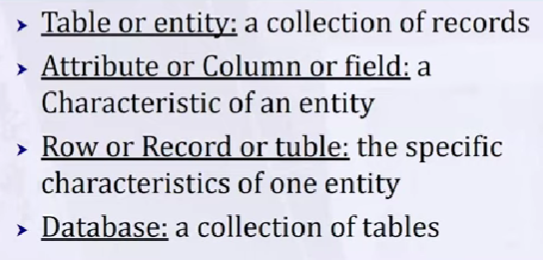 ➤ Table or entity: a collection of records
➤ Attribute or Column or field: a
Characteristic of an entity
➤ Row or Record or tuble: the specific
characteristics of one entity
➤ Database: a collection of tables